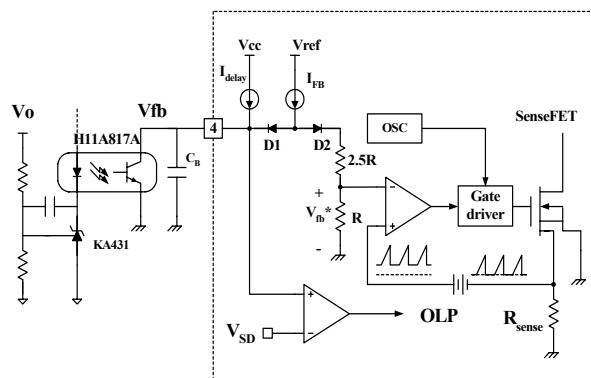 Vcc Vref
I_delay I_FB
Vo
Vfb
H11A817A
4
D1 D2
C_B
KA431
2.5R
+
V_fb*
R
-
OSC
SenseFET
Gate
driver
−
+
+
−
V_SD
OLP
R_sense